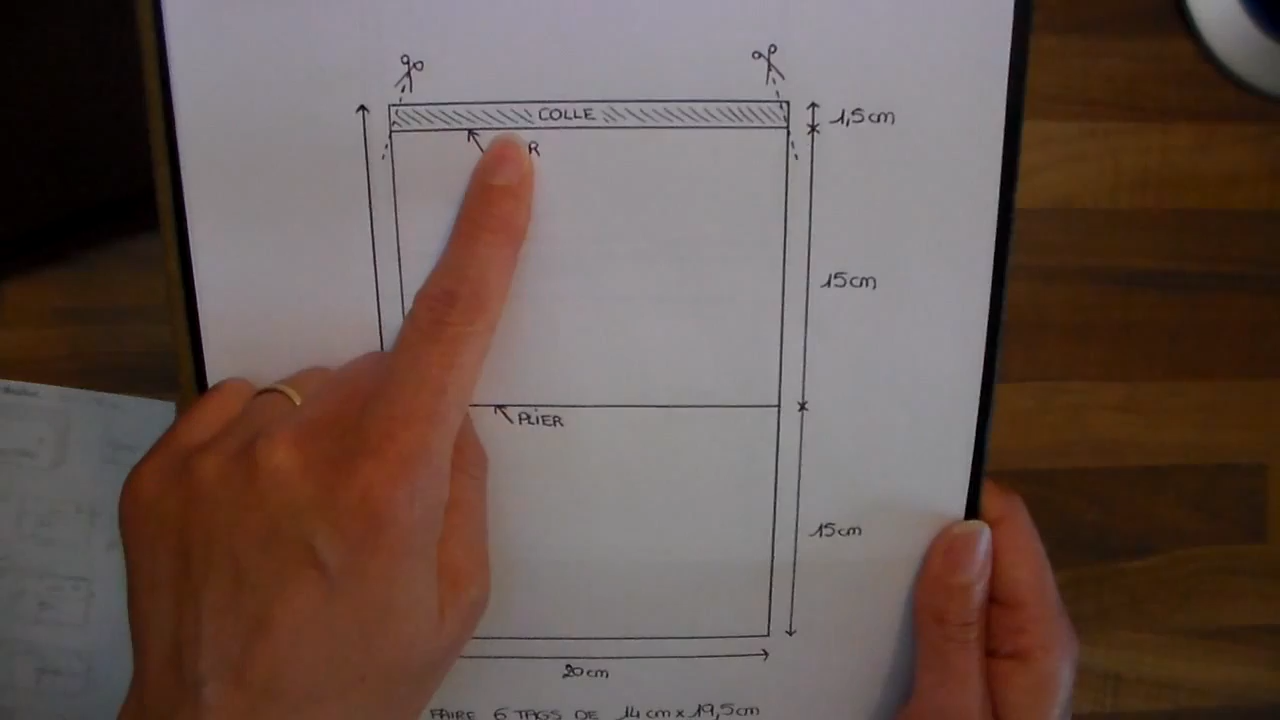 COLLE
1,5cm
15cm
PLIER
15cm
20cm
FAIRE 6 TAGS DE 14cm x 19,5cm